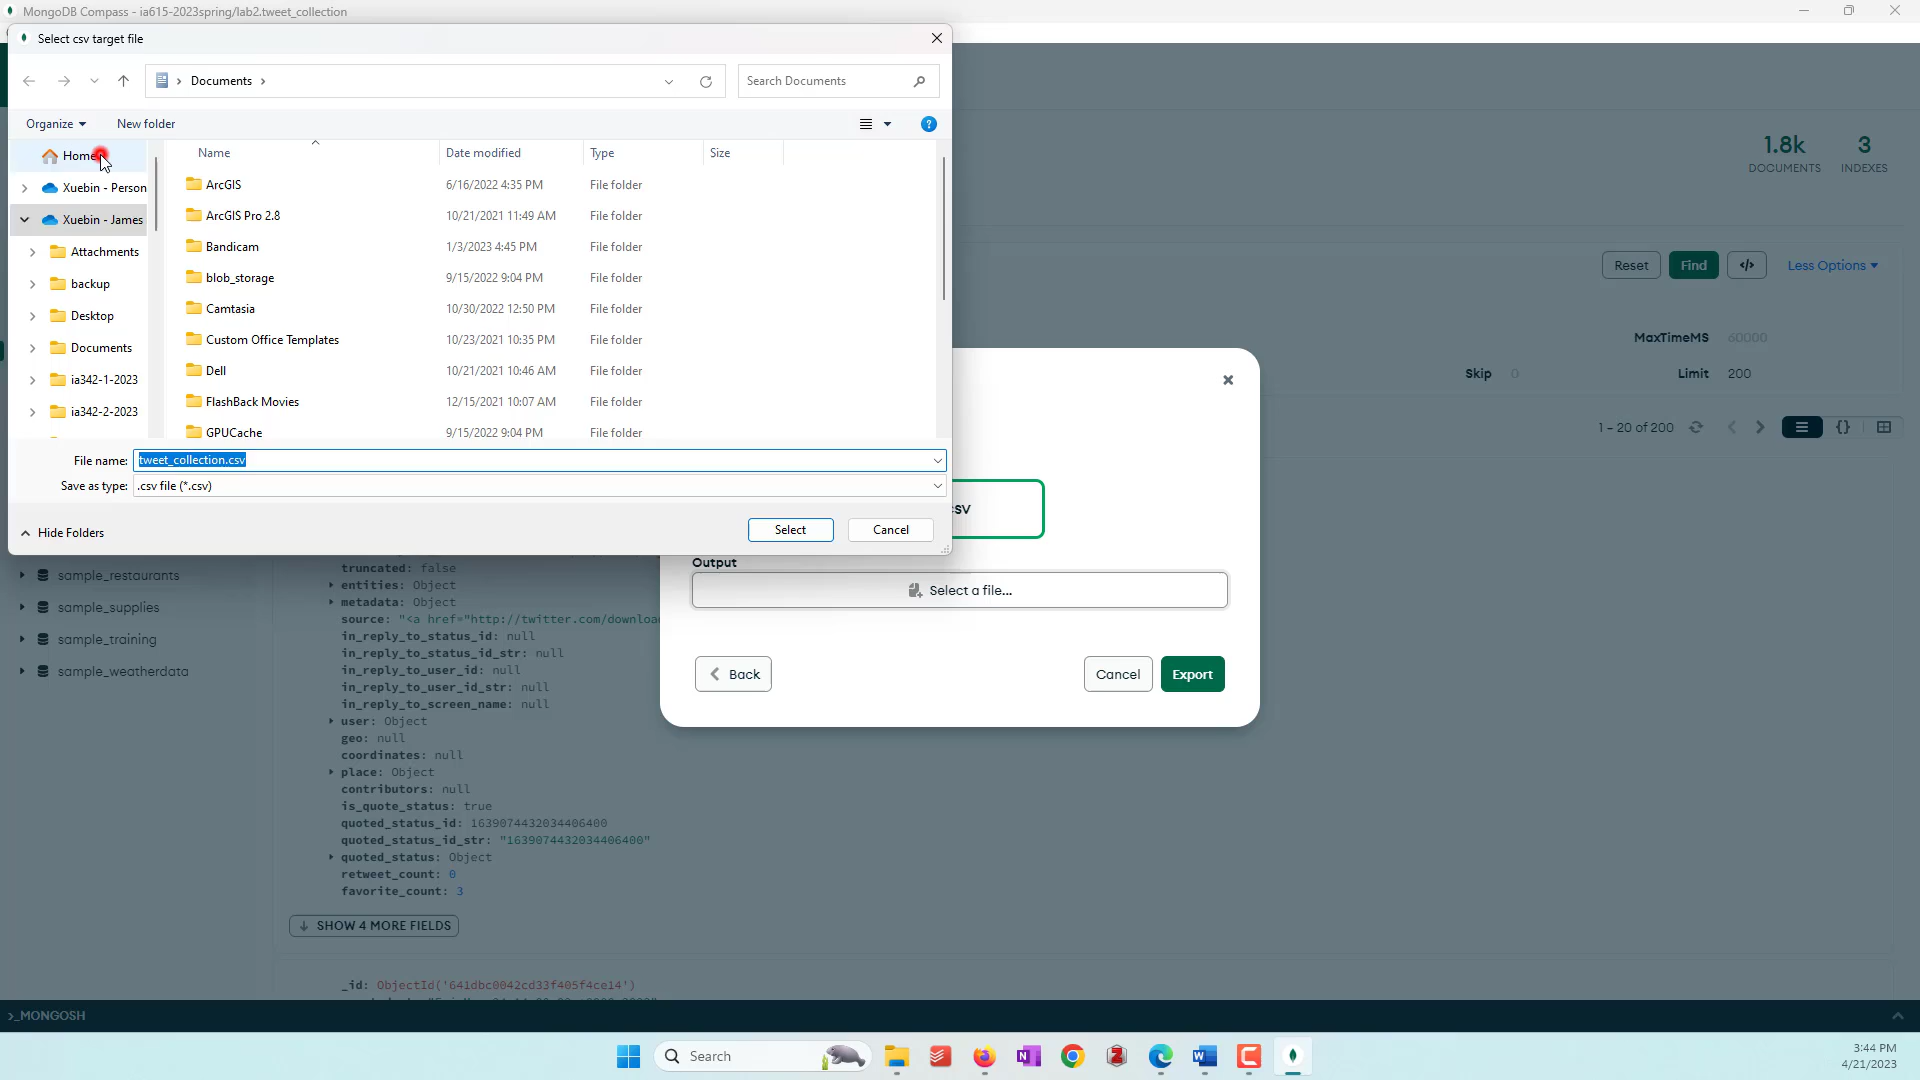 MongoDB Compass - ia615-2023spring/lab2.tweet_collection
Select csv target file
Documents
Search Documents
Organize
New folder
Home
Xuebin - Person
Xuebin - James
Attachments
backup
Desktop
Documents
ia342-1-2023
ia342-2-2023
Name Date modified Type Size
ArcGIS 6/16/2022 4:35 PM File folder
ArcGIS Pro 2.8 10/21/2021 11:49 AM File folder
Bandicam 1/3/2023 4:45 PM File folder
blob_storage 9/15/2022 9:04 PM File folder
Camtasia 10/30/2022 12:50 PM File folder
Custom Office Templates 10/23/2021 10:35 PM File folder
Dell 10/21/2021 10:46 AM File folder
FlashBack Movies 12/15/2021 10:07 AM File folder
GPUCache 9/15/2022 9:04 PM File folder
File name: tweet_collection.csv
Save as type: .csv file (*.csv)
Hide Folders
Select
Cancel
1.8k
DOCUMENTS
3
INDEXES
Reset
Find
</>
Less Options
MaxTimeMS 60000
Skip 0
Limit 200
1 - 20 of 200
{}
Output
Select a file...
Back
Cancel
Export
sample_restaurants
sample_supplies
sample_training
sample_weatherdata
truncated: false
entities: Object
metadata: Object
source: "<a href="http://twitter.com/downloa
in_reply_to_status_id: null
in_reply_to_status_id_str: null
in_reply_to_user_id: null
in_reply_to_user_id_str: null
in_reply_to_screen_name: null
user: Object
geo: null
coordinates: null
place: Object
contributors: null
is_quote_status: true
quoted_status_id: 1639074432034406400
quoted_status_id_str: "1639074432034406400"
quoted_status: Object
retweet_count: 0
favorite_count: 3
SHOW 4 MORE FIELDS
_id: ObjectId('641dbc0042cd33f405f4ce14')
>_MONGOSH
Search
3:44 PM
4/21/2023